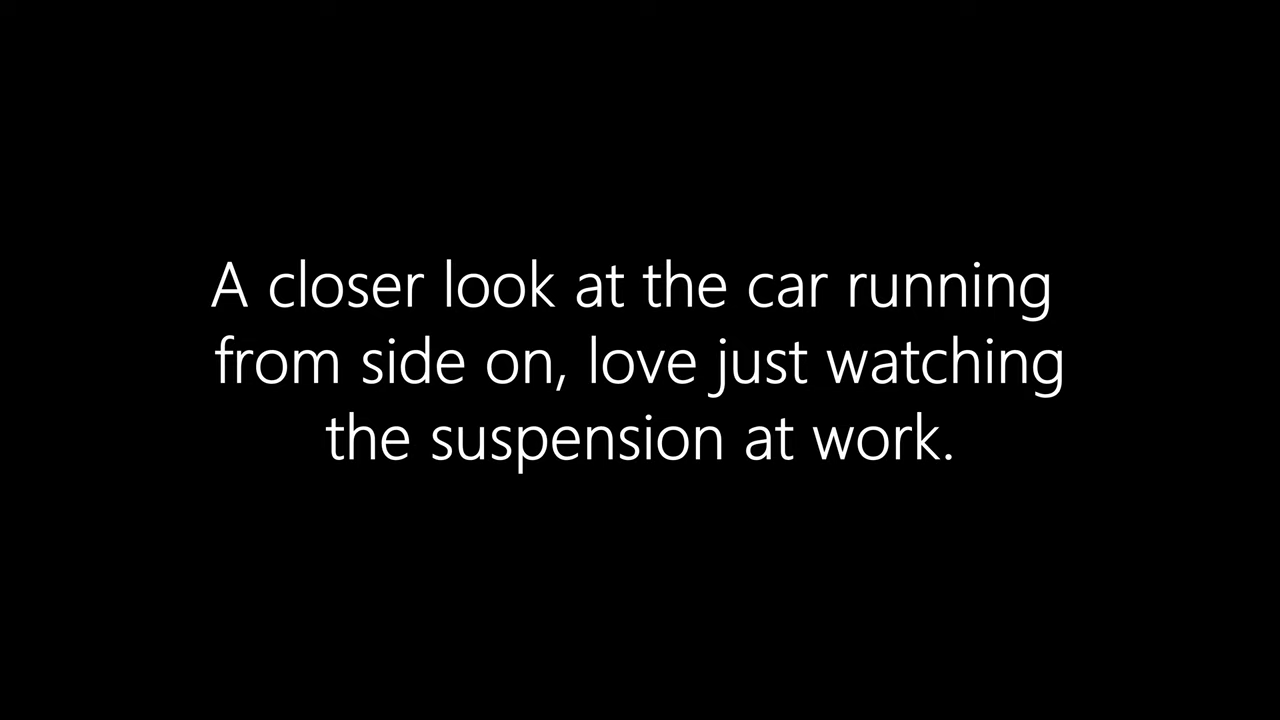 A closer look at the car running
from side on, love just watching
the suspension at work.